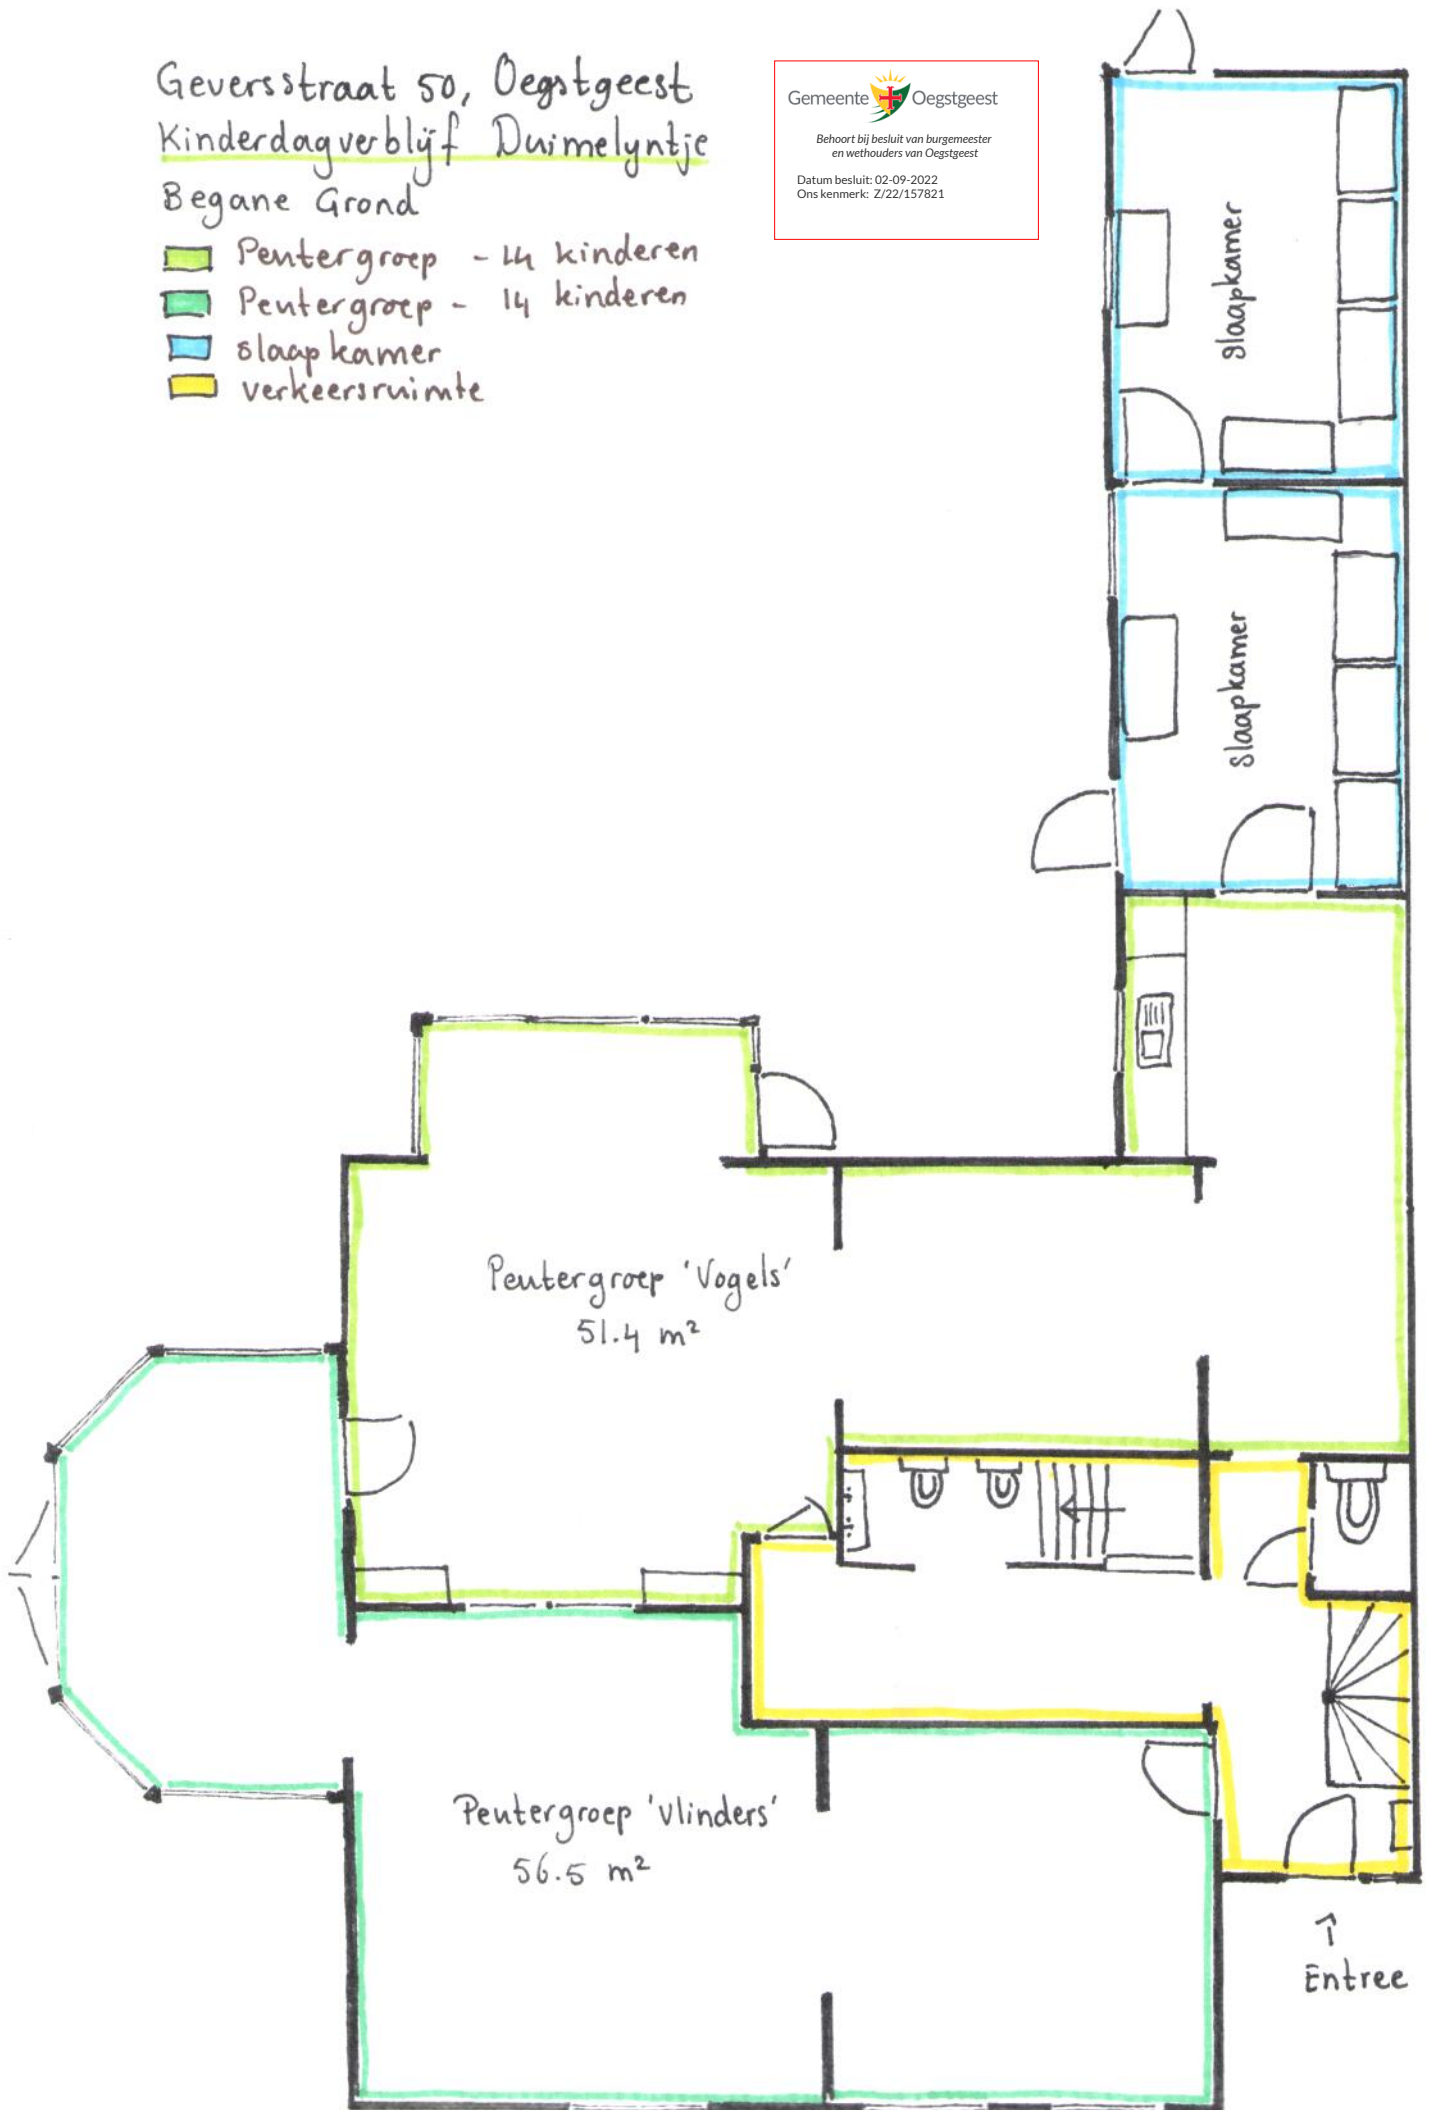 Geversstraat 50, Oegstgeest
Kinderdagverblijf Duimelyntje
Begane Grond
Peutergroep - 14 kinderen
Peutergroep - 14 kinderen
slaapkamer
verkeersruimte
Gemeente Oegstgeest
Behoort bij besluit van burgemeester
en wethouders van Oegstgeest
Datum besluit: 02-09-2022
Ons kenmerk: Z/22/157821
slaapkamer
slaapkamer
Peutergroep 'Vogels'
51.4 m²
Peutergroep 'Vlinders'
56.5 m²
Entree